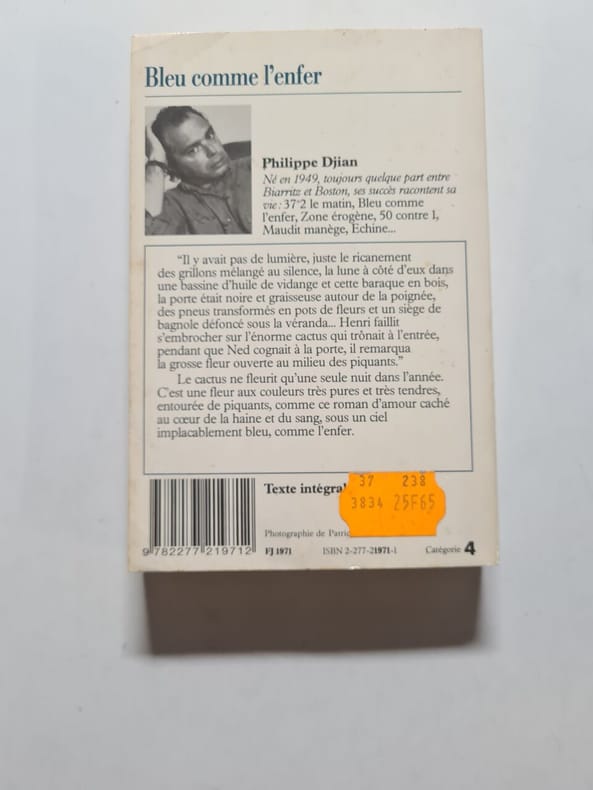 Bleu comme l'enfer
Philippe Djian
Né en 1949, toujours quelque part entre
Biarritz et Boston, ses succès racontent sa
vie : 37°2 le matin, Bleu comme
l'enfer, Zone érogène, 50 contre 1,
Maudit manège, Echine...
“Il y avait pas de lumière, juste le ricanement
des grillons mélangé au silence, la lune à côté d'eux dans
une bassine d'huile de vidange et cette baraque en bois,
la porte était noire et graisseuse autour de la poignée,
des pneus transformés en pots de fleurs et un siège de
bagnole défoncé sous la véranda... Henri faillit
s'embrocher sur l'énorme cactus qui trônait à l'entrée,
pendant que Ned cognait à la porte, il remarqua
la grosse fleur ouverte au milieu des piquants.”
Le cactus ne fleurit qu'une seule nuit dans l'année.
C'est une fleur aux couleurs très pures et très tendres,
entourée de piquants, comme ce roman d'amour caché
au cœur de la haine et du sang, sous un ciel
implacablement bleu, comme l'enfer.
Texte intégral
37 238
3834 25F65
Photographie de
9 782277 219712
FJ 1971
ISBN 2-277-21971-1
Catégorie 4